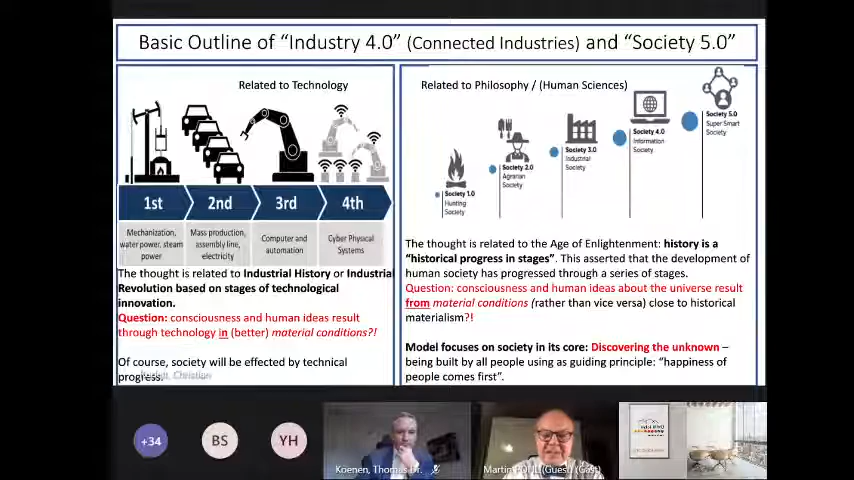 Basic Outline of “Industry 4.0” (Connected Industries) and “Society 5.0”
Related to Technology
1st
2nd
3rd
4th
Mechanization, water power, steam power
Mass production, assembly line, electricity
Computer and automation
Cyber Physical Systems
The thought is related to Industrial History or Industrial
Revolution based on stages of technological
innovation.
Question: consciousness and human ideas result
through technology in (better) material conditions?!
Of course, society will be effected by technical
progress.
Related to Philosophy / (Human Sciences)
Society 1.0
Hunting
Society
Society 2.0
Agrarian
Society
Society 3.0
Industrial
Society
Society 4.0
Information
Society
Society 5.0
Super Smart
Society
The thought is related to the Age of Enlightenment: history is a
“historical progress in stages”. This asserted that the development of
human society has progressed through a series of stages.
Question: consciousness and human ideas about the universe result
from material conditions (rather than vice versa) close to historical
materialism?!
Model focuses on society in its core: Discovering the unknown –
being built by all people using as guiding principle: “happiness of
people comes first”.
Christian
+34
BS
YH
Koenen, Thomas Dr.
Martin POHL (Guest) (Gast)